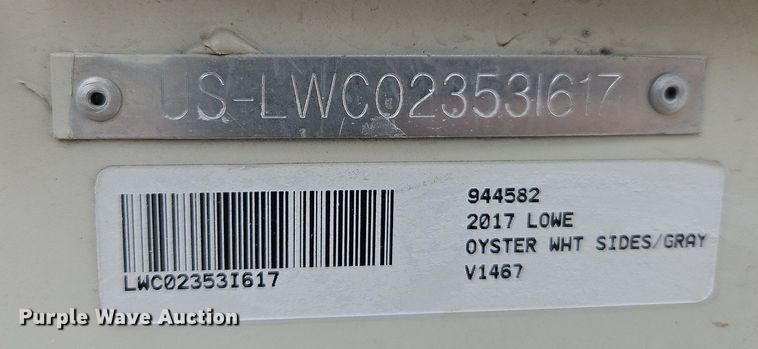 US-LWC02353I617
944582
2017 LOWE
OYSTER WHT SIDES/GRAY
V1467
LWC02353I617
Purple Wave Auction